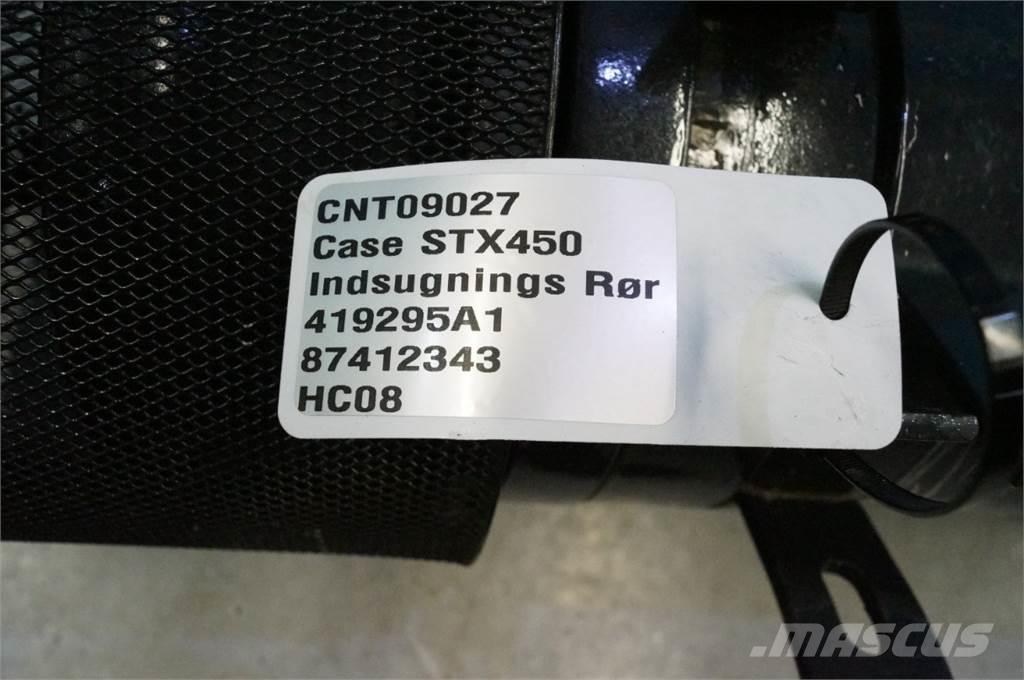 CNT09027
Case STX450
Indsugnings Rør
419295A1
87412343
HC08
.MASCUS